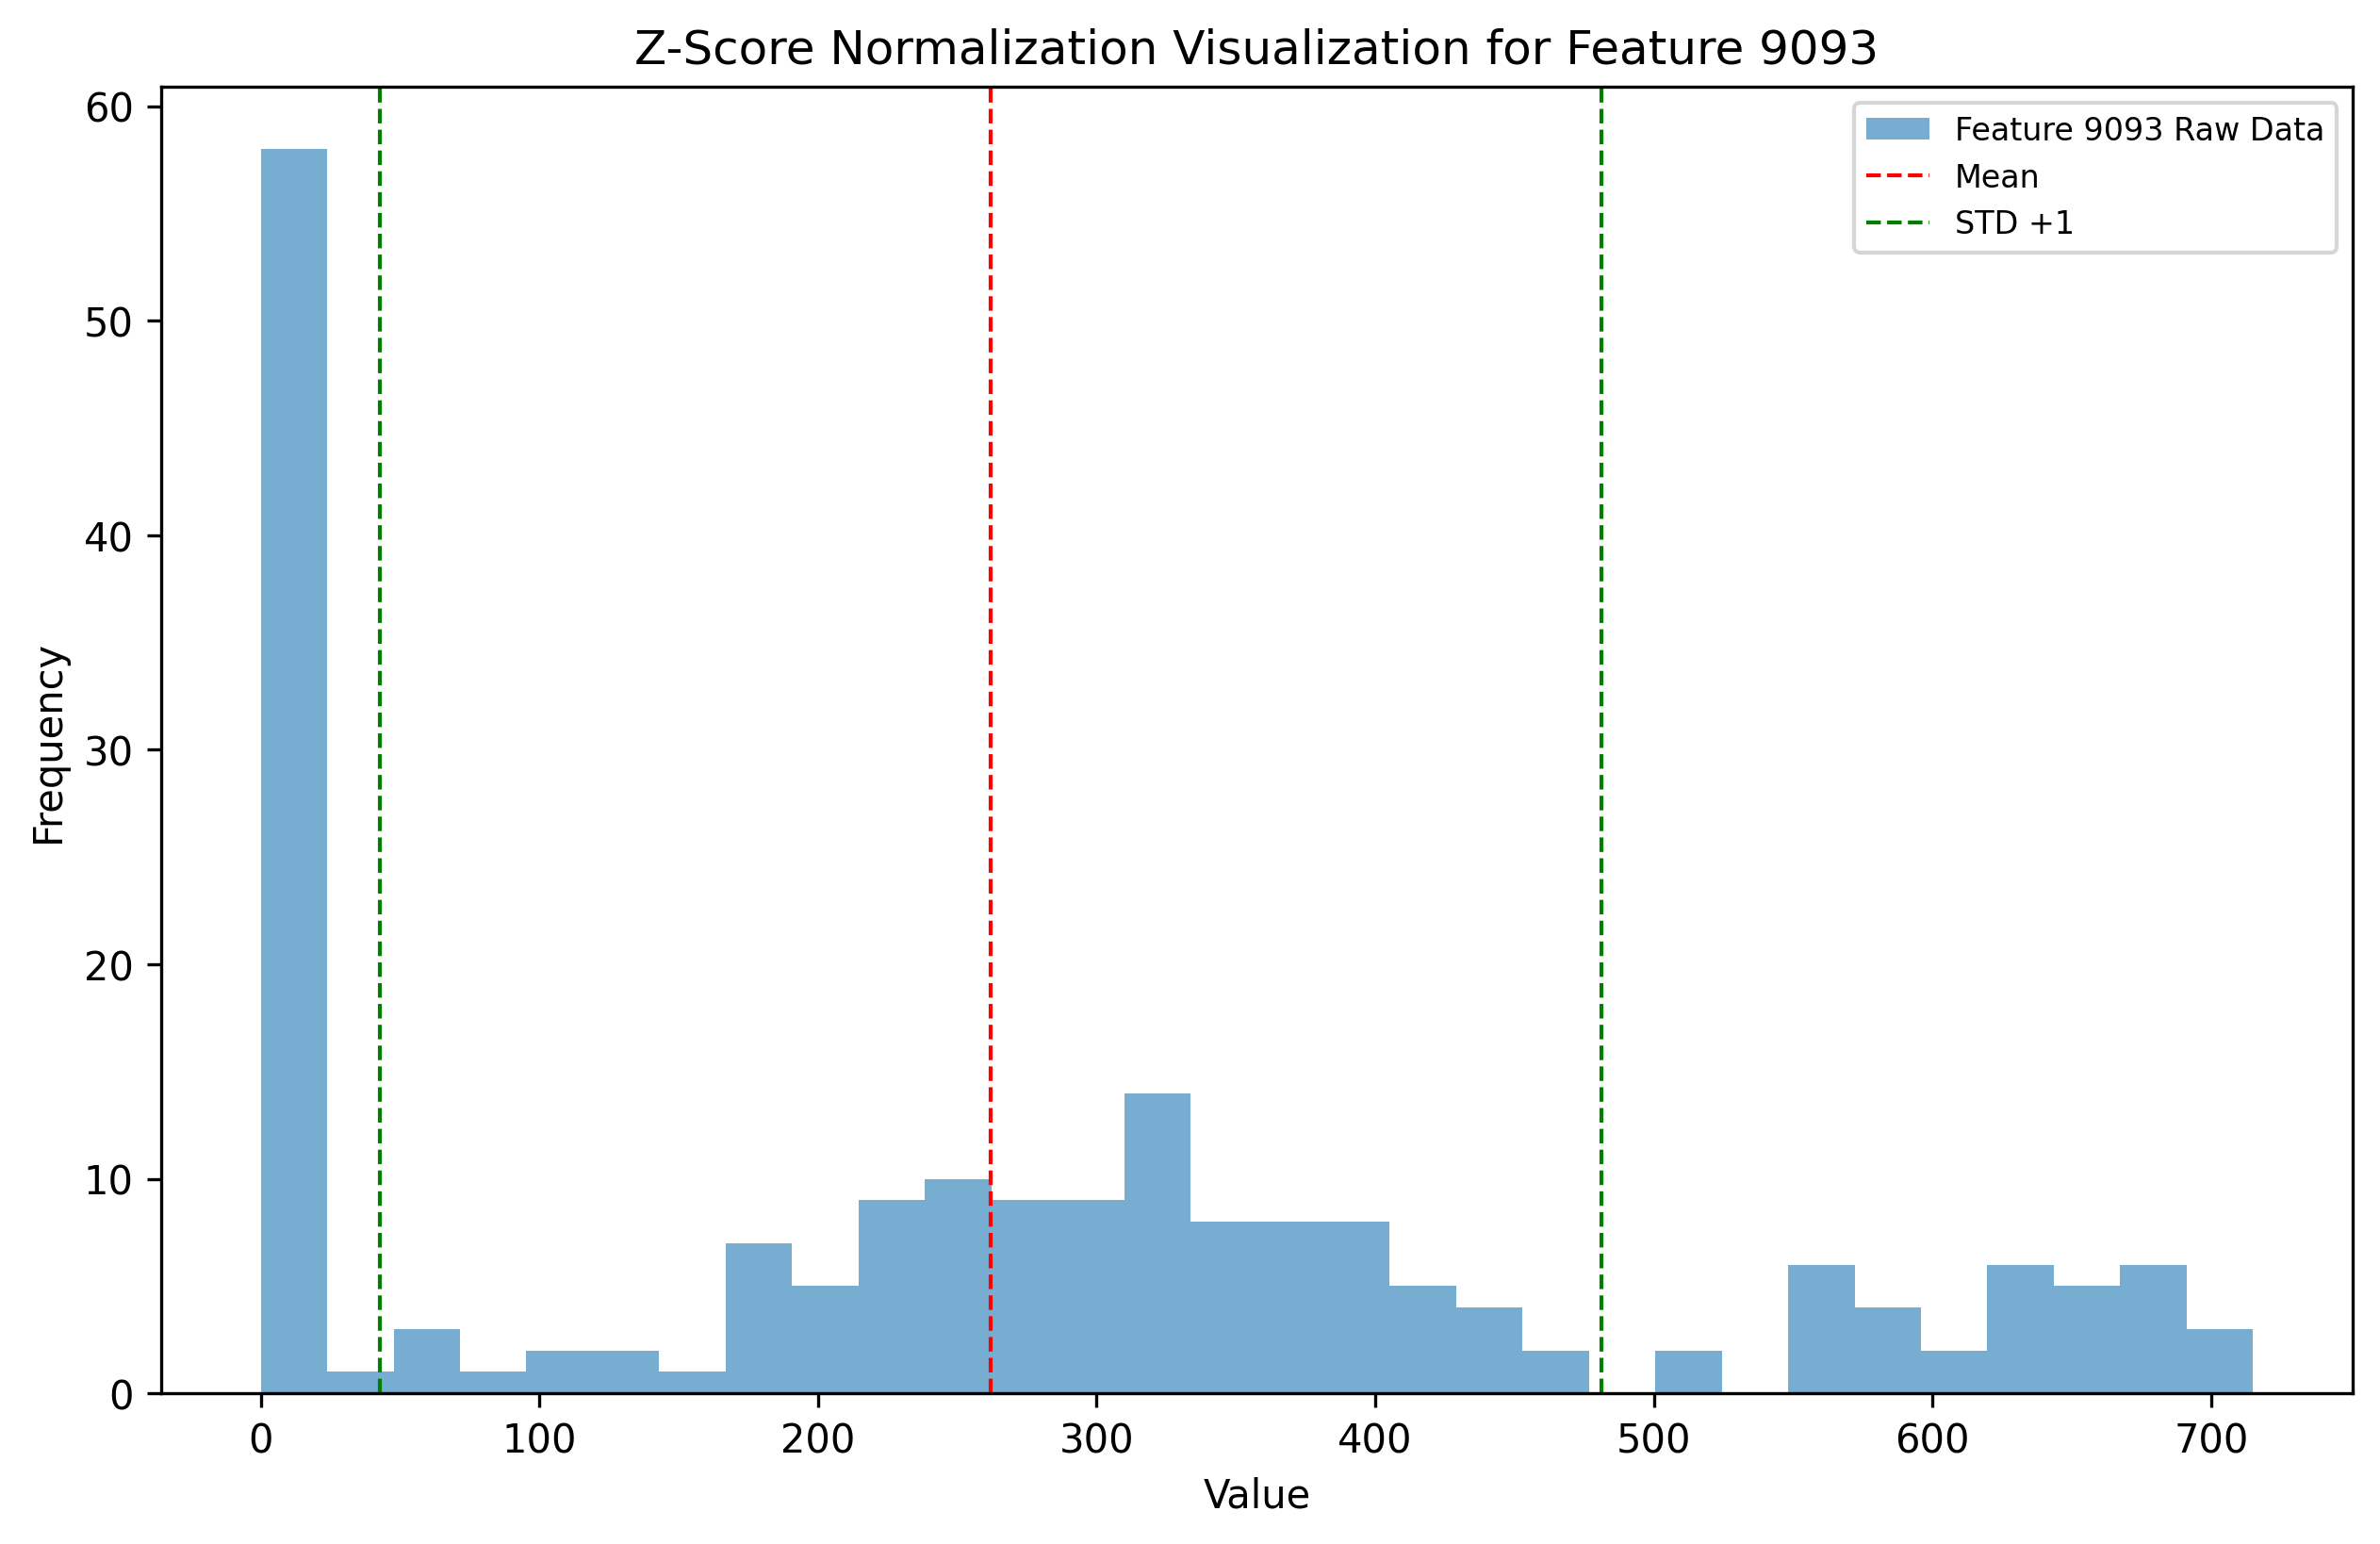 Z-Score Normalization Visualization for Feature 9093
Feature 9093 Raw Data
Mean
STD +1
60
50
40
30
20
10
0
Frequency
0 100 200 300 400 500 600 700
Value